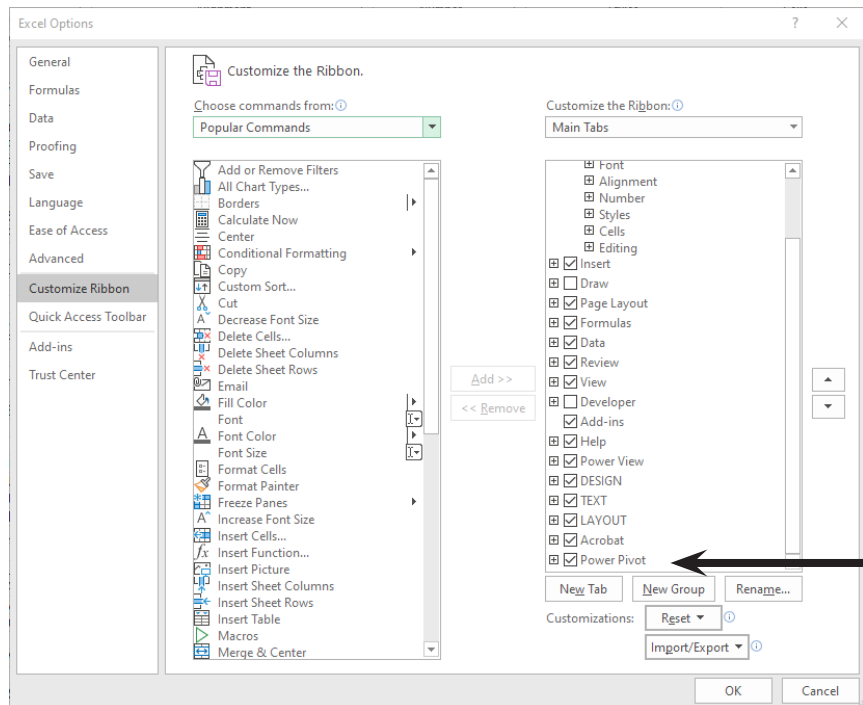 Excel Options
?
General
Formulas
Data
Proofing
Save
Language
Ease of Access
Advanced
Customize Ribbon
Quick Access Toolbar
Add-ins
Trust Center
Customize the Ribbon.
Choose commands from:
Popular Commands
Add or Remove Filters
All Chart Types...
Borders
Calculate Now
Center
Conditional Formatting
Copy
Custom Sort...
Cut
Decrease Font Size
Delete Cells...
Delete Sheet Columns
Delete Sheet Rows
Email
Fill Color
Font
Font Color
Font Size
Format Cells
Format Painter
Freeze Panes
Increase Font Size
Insert Cells...
Insert Function...
Insert Picture
Insert Sheet Columns
Insert Sheet Rows
Insert Table
Macros
Merge & Center
Add >>
<< Remove
Customize the Ribbon:
Main Tabs
Font
Alignment
Number
Styles
Cells
Editing
Insert
Draw
Page Layout
Formulas
Data
Review
View
Developer
Add-ins
Help
Power View
DESIGN
TEXT
LAYOUT
Acrobat
Power Pivot
New Tab
New Group
Rename...
Customizations:
Reset
Import/Export
OK
Cancel